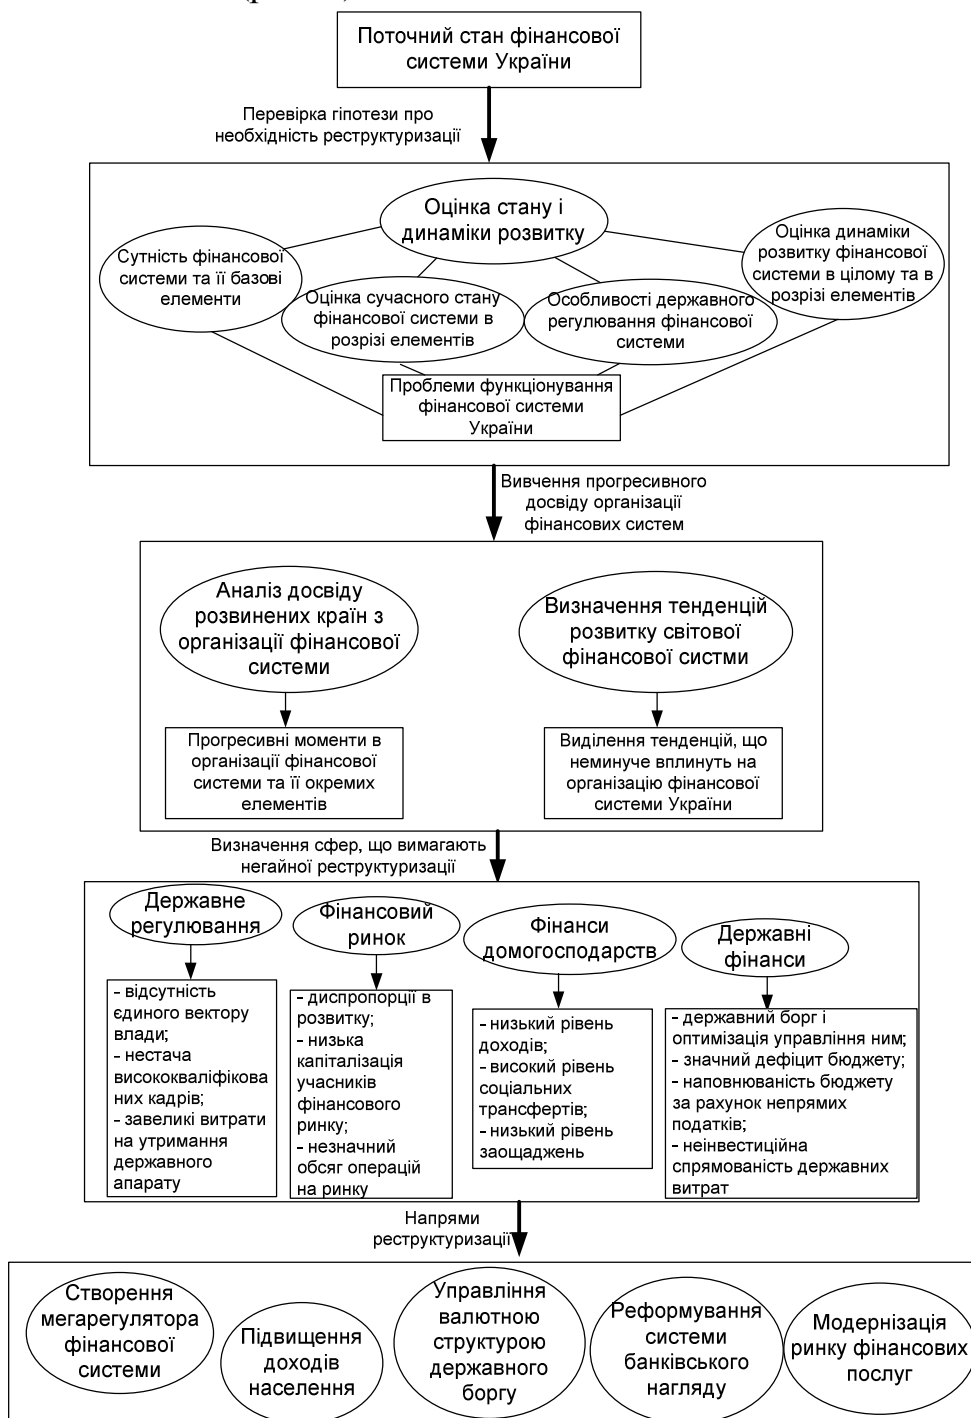 Поточний стан фінансової
системи України
Перевірка гіпотези про
необхідність реструктуризації
Оцінка стану і
динаміки розвитку
Сутність фінансової
системи та її базові
елементи
Оцінка сучасного стану
фінансової системи в
розрізі елементів
Особливості державного
регулювання фінансової
системи
Оцінка динаміки
розвитку фінансової
системи в цілому та в
розрізі елементів
Проблеми функціонування
фінансової системи
України
Вивчення прогресивного
досвіду організації
фінансових систем
Аналіз досвіду
розвинених країн з
організації фінансової
системи
Визначення тенденцій
розвитку світової
фінансової систми
Прогресивні моменти в
організації фінансової
системи та її окремих
елементів
Виділення тенденцій, що
неминуче вплинуть на
організацію фінансової
системи України
Визначення сфер, що вимагають
негайної реструктуризації
Державне
регулювання
Фінансовий
ринок
Фінанси
домогосподарств
Державні
фінанси
- відсутність
єдиного вектору
влади;
- нестача
висококваліфікова
них кадрів;
- завеликі витрати
на утримання
державного
апарату
- диспропорції в
розвитку;
- низька
капіталізація
учасників
фінансового
ринку;
- незначний
обсяг операцій
на ринку
- низький рівень
доходів;
- високий рівень
соціальних
трансфертів;
- низький рівень
заощаджень
- державний борг і
оптимізація управління ним;
- значний дефіцит бюджету;
- наповнюваність бюджету
за рахунок непрямих
податків;
- неінвестиційна
спрямованість державних
витрат
Напрями
реструктуризації
Створення
мегарегулятора
фінансової
системи
Підвищення
доходів
населення
Управління
валютною
структурою
державного
боргу
Реформування
системи
банківського
нагляду
Модернізація
ринку фінансових
послуг